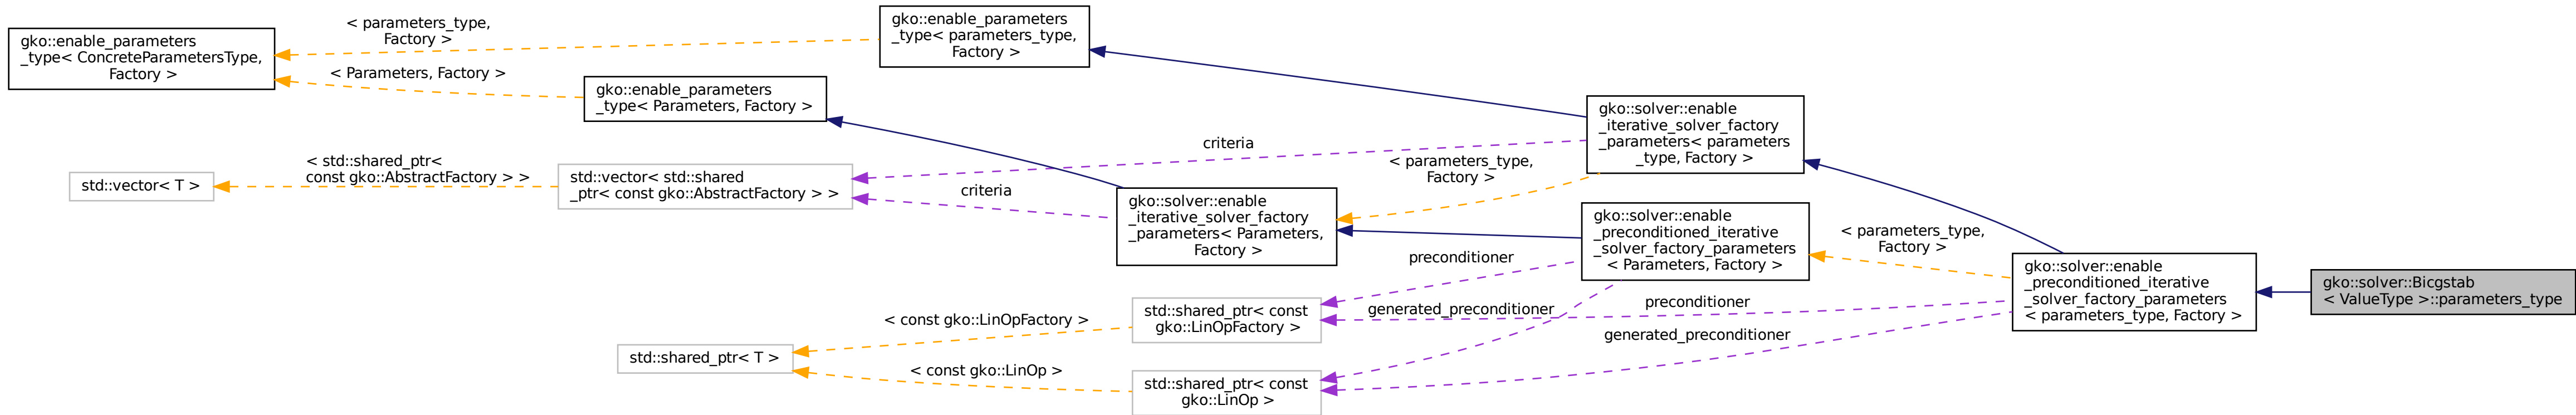 gko::enable_parameters
_type< ConcreteParametersType,
Factory >
< parameters_type,
Factory >
< Parameters, Factory >
gko::enable_parameters
_type< parameters_type,
Factory >
gko::enable_parameters
_type< Parameters, Factory >
std::vector< T >
< std::shared_ptr<
const gko::AbstractFactory > >
std::vector< std::shared
_ptr< const gko::AbstractFactory > >
criteria
criteria
gko::solver::enable
_iterative_solver_factory
_parameters< parameters
_type, Factory >
< parameters_type,
Factory >
gko::solver::enable
_iterative_solver_factory
_parameters< Parameters,
Factory >
gko::solver::enable
_preconditioned_iterative
_solver_factory_parameters
< Parameters, Factory >
< parameters_type,
Factory >
gko::solver::enable
_preconditioned_iterative
_solver_factory_parameters
< parameters_type, Factory >
gko::solver::Bicgstab
< ValueType >::parameters_type
preconditioner
generated_preconditioner
preconditioner
generated_preconditioner
std::shared_ptr< const
gko::LinOpFactory >
< const gko::LinOpFactory >
std::shared_ptr< T >
< const gko::LinOp >
std::shared_ptr< const
gko::LinOp >